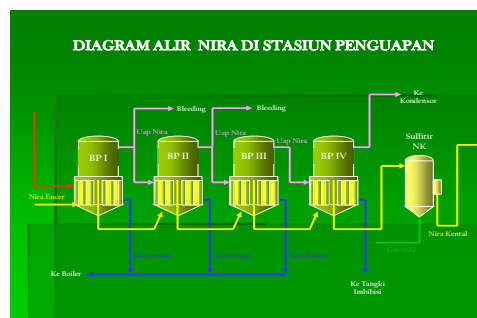 DIAGRAM ALIR NIRA DI STASIUN PENGUAPAN
Ke
Kondensor
Bleeding
Bleeding
Uap Nira
Uap Nira
Uap Nira
Sulfitir
NK
BP I
BP II
BP III
BP IV
Nira Encer
Nira Kental
Ke Boiler
Ke Tangki
Imbibisi